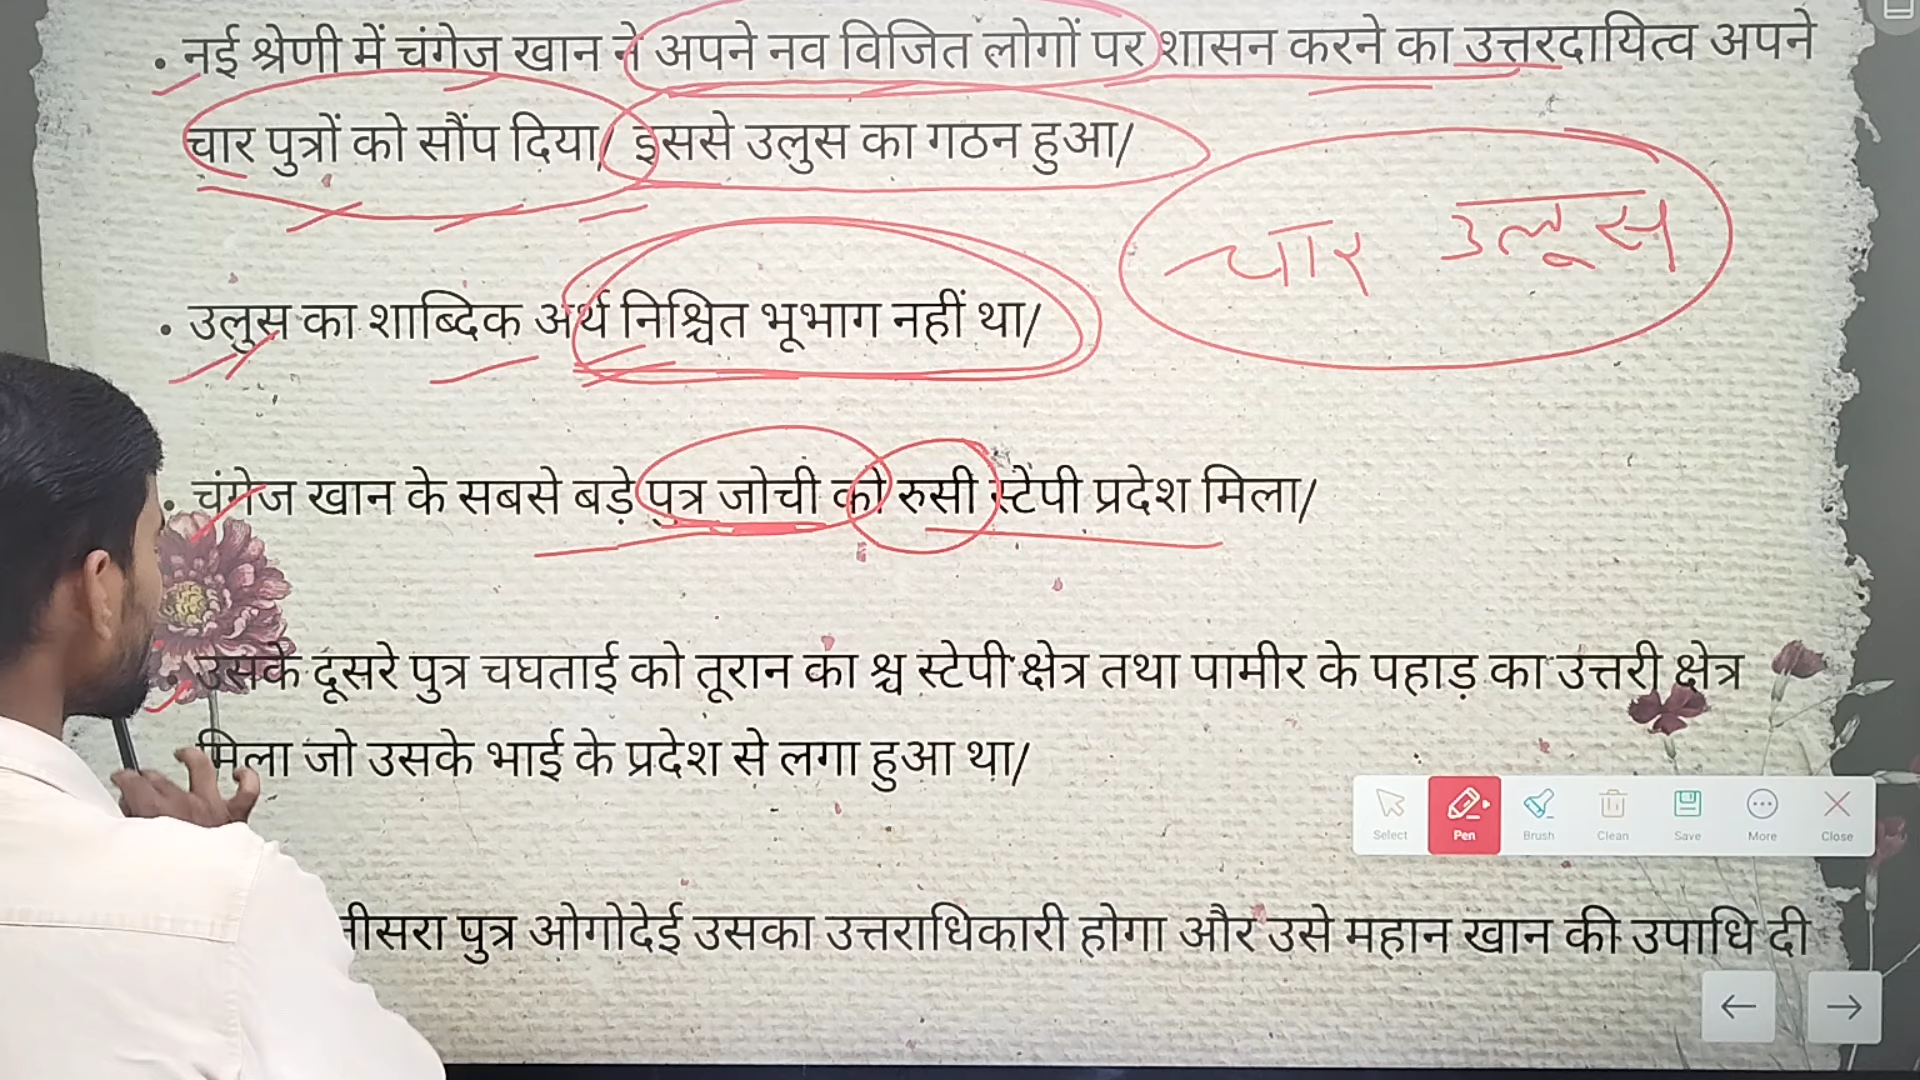 • नई श्रेणी में चंगेज खान ने अपने नव विजित लोगों पर शासन करने का उत्तरदायित्व अपने
चार पुत्रों को सौंप दिया/ इससे उलुस का गठन हुआ/
चार उलूस
• उलुस का शाब्दिक अर्थ निश्चित भूभाग नहीं था/
• चंगेज खान के सबसे बड़े पुत्र जोची को रुसी स्टेपी प्रदेश मिला/
• उसके दूसरे पुत्र चघताई को तूरान का श्च स्टेपी क्षेत्र तथा पामीर के पहाड़ का उत्तरी क्षेत्र
मिला जो उसके भाई के प्रदेश से लगा हुआ था/
Select Pen Brush Clean Save More Close
पुत्र ओगोदेई उसका उत्तराधिकारी होगा और उसे महान खान की उपाधि दी